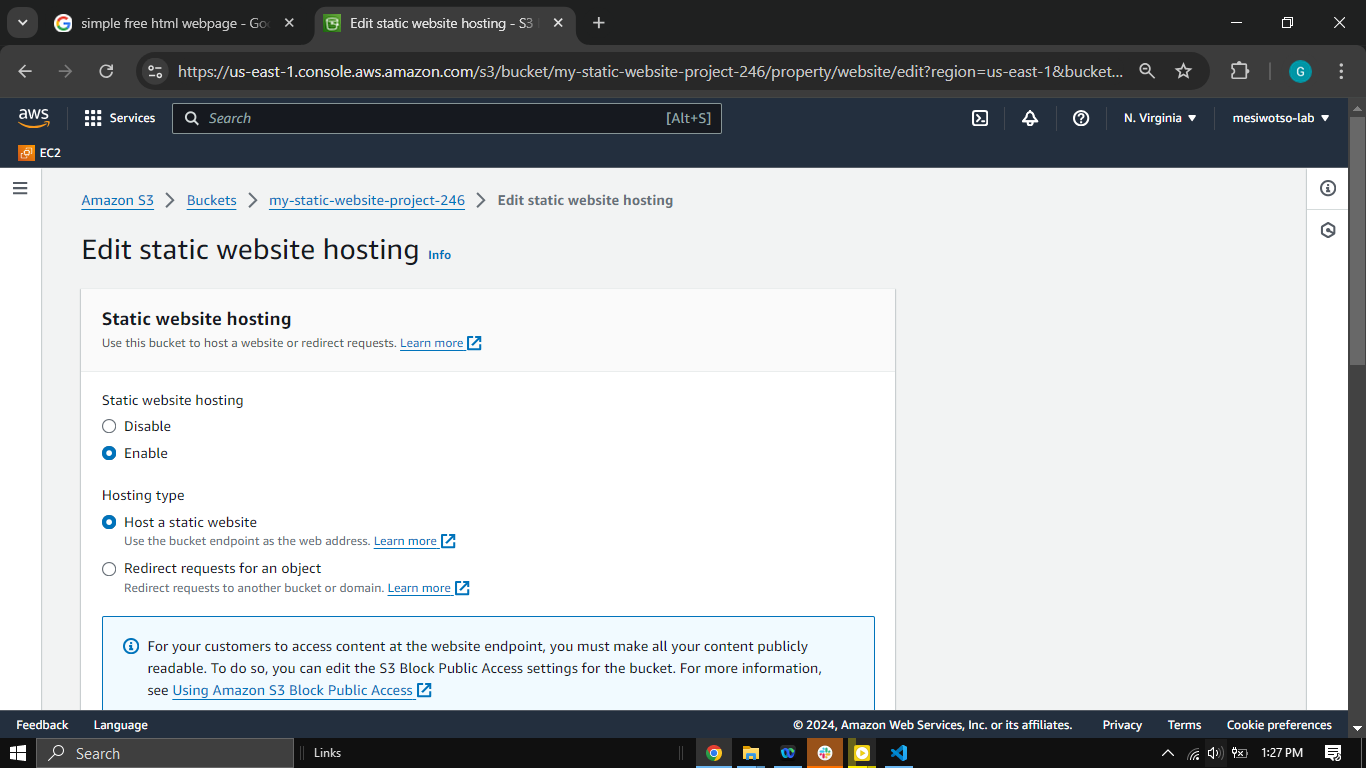 simple free html webpage - Goo
Edit static website hosting - S3
https://us-east-1.console.aws.amazon.com/s3/bucket/my-static-website-project-246/property/website/edit?region=us-east-1&bucket...
G
aws
Services
Search
[Alt+S]
N. Virginia
mesiwotso-lab
EC2
Amazon S3 > Buckets > my-static-website-project-246 > Edit static website hosting
Edit static website hosting Info
Static website hosting
Use this bucket to host a website or redirect requests. Learn more
Static website hosting
Disable
Enable
Hosting type
Host a static website
Use the bucket endpoint as the web address. Learn more
Redirect requests for an object
Redirect requests to another bucket or domain. Learn more
For your customers to access content at the website endpoint, you must make all your content publicly
readable. To do so, you can edit the S3 Block Public Access settings for the bucket. For more information,
see Using Amazon S3 Block Public Access
Feedback
Language
© 2024, Amazon Web Services, Inc. or its affiliates.
Privacy
Terms
Cookie preferences
Search
Links
1:27 PM